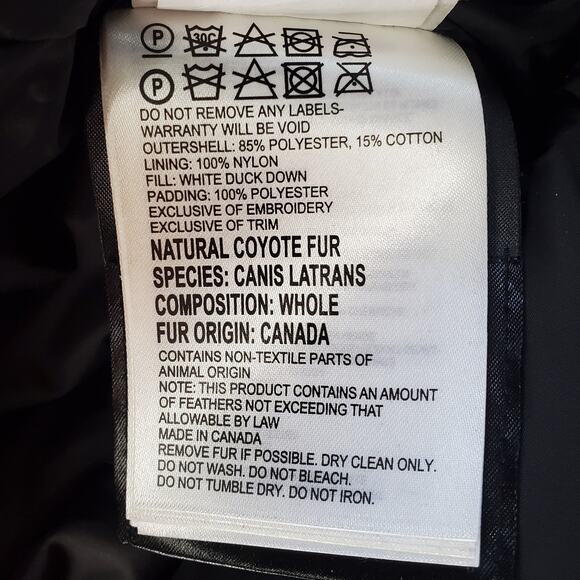 P 30C
P
DO NOT REMOVE ANY LABELS-
WARRANTY WILL BE VOID
OUTERSHELL: 85% POLYESTER, 15% COTTON
LINING: 100% NYLON
FILL: WHITE DUCK DOWN
PADDING: 100% POLYESTER
EXCLUSIVE OF EMBROIDERY
EXCLUSIVE OF TRIM
NATURAL COYOTE FUR
SPECIES: CANIS LATRANS
COMPOSITION: WHOLE
FUR ORIGIN: CANADA
CONTAINS NON-TEXTILE PARTS OF
ANIMAL ORIGIN
NOTE: THIS PRODUCT CONTAINS AN AMOUNT
OF FEATHERS NOT EXCEEDING THAT
ALLOWABLE BY LAW
MADE IN CANADA
REMOVE FUR IF POSSIBLE. DRY CLEAN ONLY.
DO NOT WASH. DO NOT BLEACH.
DO NOT TUMBLE DRY. DO NOT IRON.